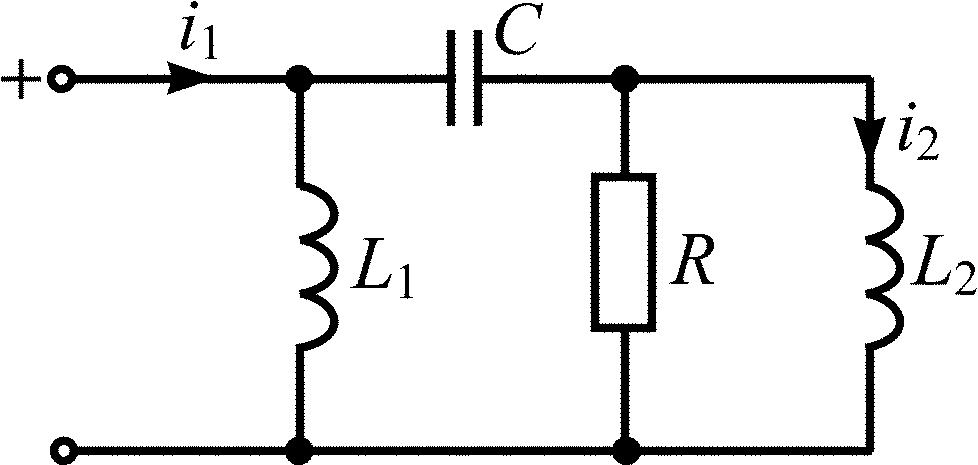 i₁
C
+
i₂
L₁
R
L₂